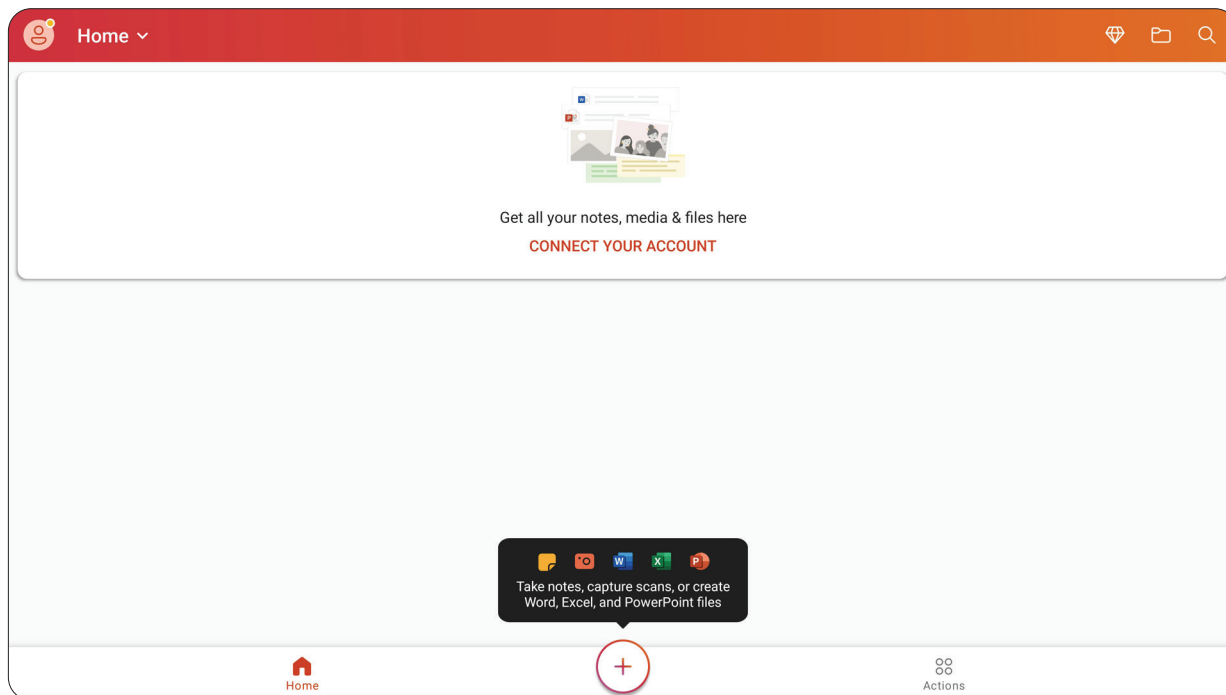 Home
Get all your notes, media & files here
CONNECT YOUR ACCOUNT
W
P
W
X
P
Take notes, capture scans, or create
Word, Excel, and PowerPoint files
Home
Actions